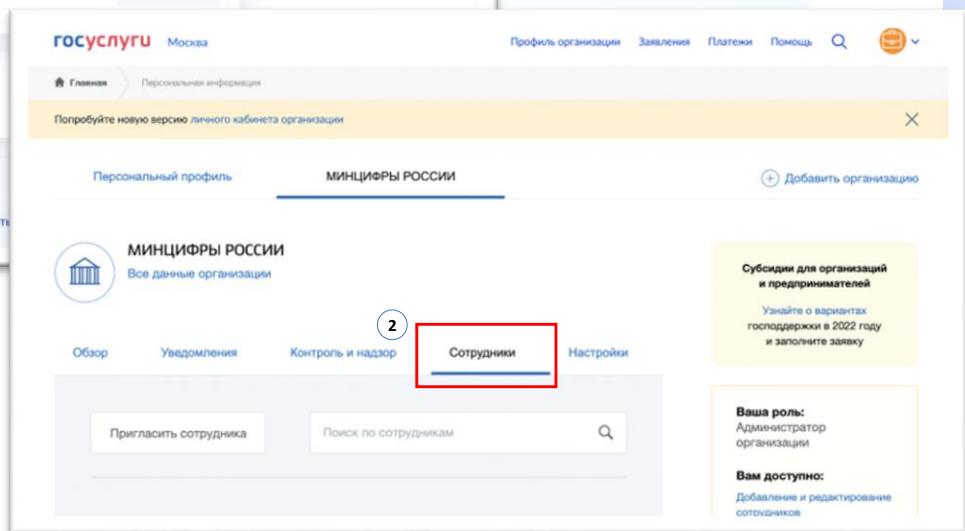 госуслуги Москва Профиль организации Заявления Платежи Помощь
Главная Персональная информация
Попробуйте новую версию личного кабинета организации
Персональный профиль МИНЦИФРЫ РОССИИ Добавить организацию
ть
МИНЦИФРЫ РОССИИ
Все данные организации
Субсидии для организаций
и предпринимателей
Узнайте о вариантах
господдержки в 2022 году
и заполните заявку
2
Обзор Уведомления Контроль и надзор Сотрудники Настройки
Пригласить сотрудника Поиск по сотрудникам
Ваша роль:
Администратор
организации
Вам доступно:
Добавление и редактирование
сотрудников